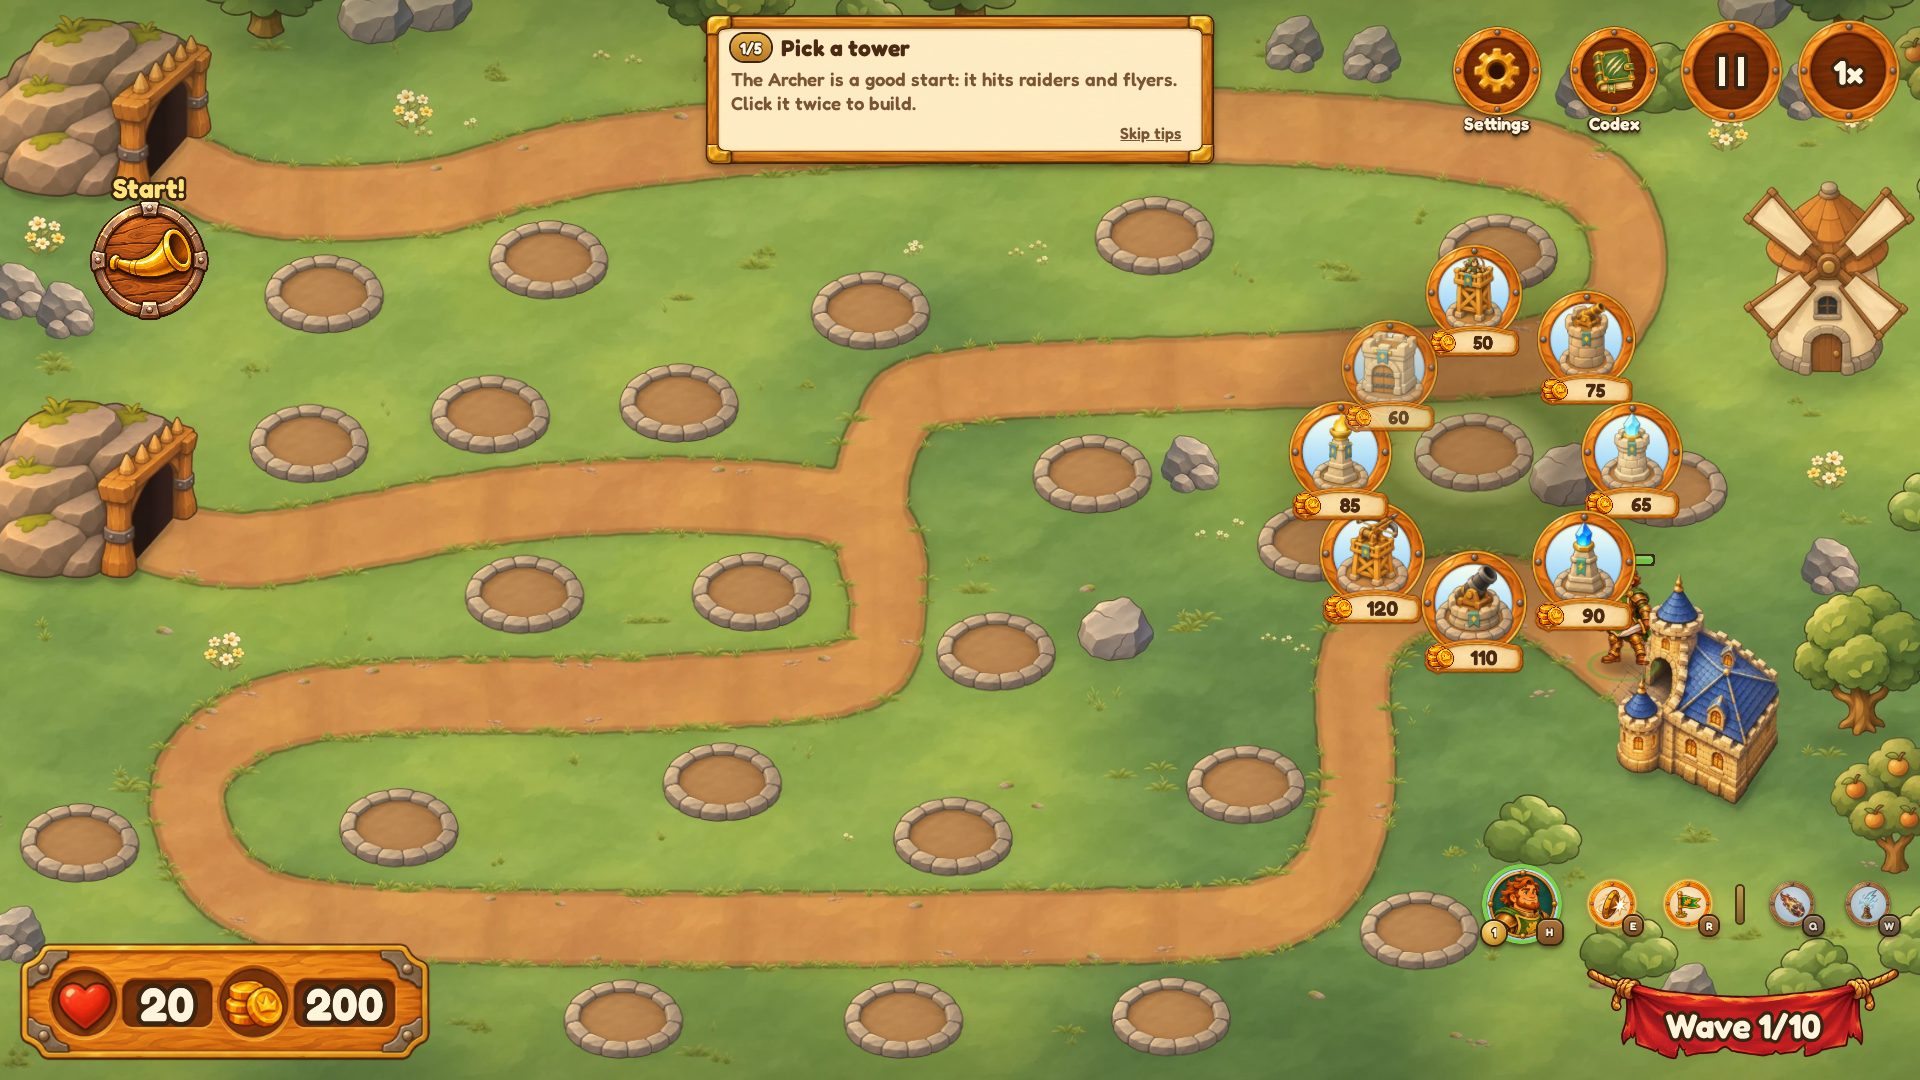 1/5 Pick a tower
The Archer is a good start: it hits raiders and flyers.
Click it twice to build.
Skip tips
Settings
Codex
1x
Start!
50
75
60
85
65
120
90
110
1
H
E
R
Q
W
20
200
Wave 1/10